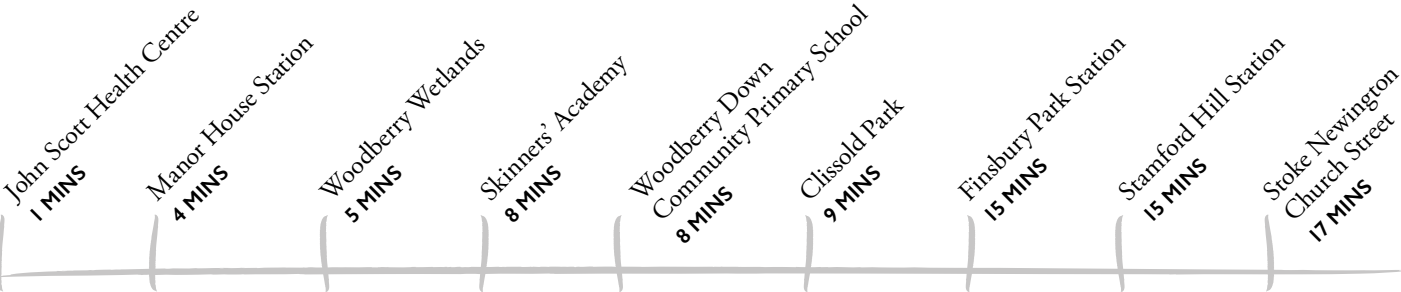 John Scott Health Centre
1 MINS
Manor House Station
4 MINS
Woodberry Wetlands
5 MINS
Skinners' Academy
8 MINS
Woodberry Down
Community Primary School
8 MINS
Clissold Park
9 MINS
Finsbury Park Station
15 MINS
Stamford Hill Station
15 MINS
Stoke Newington
Church Street
17 MINS